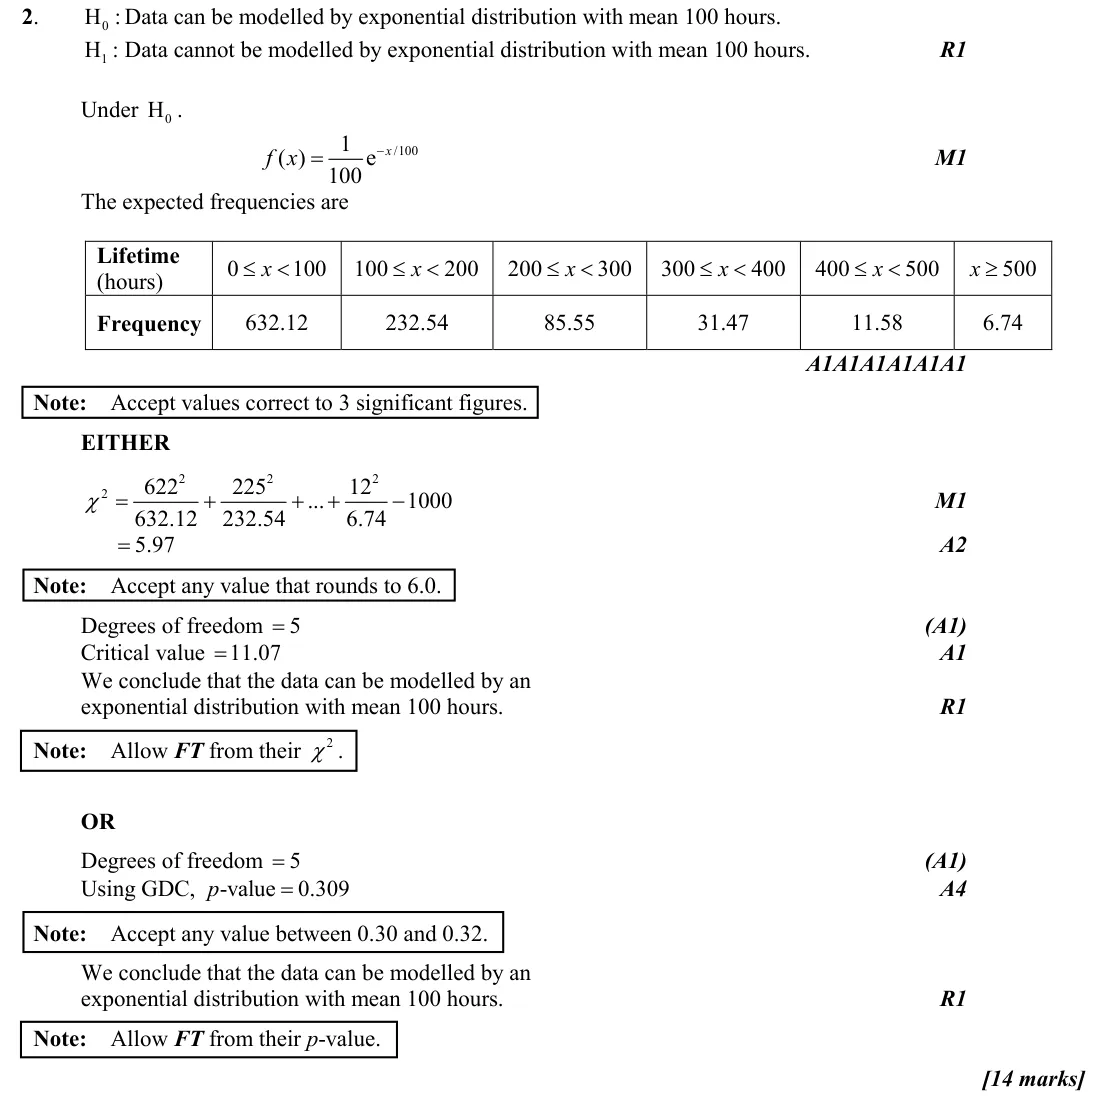 2. H₀ : Data can be modelled by exponential distribution with mean 100 hours.
H₁ : Data cannot be modelled by exponential distribution with mean 100 hours. R1
Under H₀ .
f(x) = 1/100 e^(−x/100) M1
The expected frequencies are
Lifetime (hours) 0 ≤ x < 100 100 ≤ x < 200 200 ≤ x < 300 300 ≤ x < 400 400 ≤ x < 500 x ≥ 500
Frequency 632.12 232.54 85.55 31.47 11.58 6.74
A1A1A1A1A1A1
Note: Accept values correct to 3 significant figures.
EITHER
χ² = 622²/632.12 + 225²/232.54 + ... + 12²/6.74 − 1000 M1
= 5.97 A2
Note: Accept any value that rounds to 6.0.
Degrees of freedom = 5 (A1)
Critical value = 11.07 A1
We conclude that the data can be modelled by an
exponential distribution with mean 100 hours. R1
Note: Allow FT from their χ² .
OR
Degrees of freedom = 5 (A1)
Using GDC, p-value = 0.309 A4
Note: Accept any value between 0.30 and 0.32.
We conclude that the data can be modelled by an
exponential distribution with mean 100 hours. R1
Note: Allow FT from their p-value.
[14 marks]